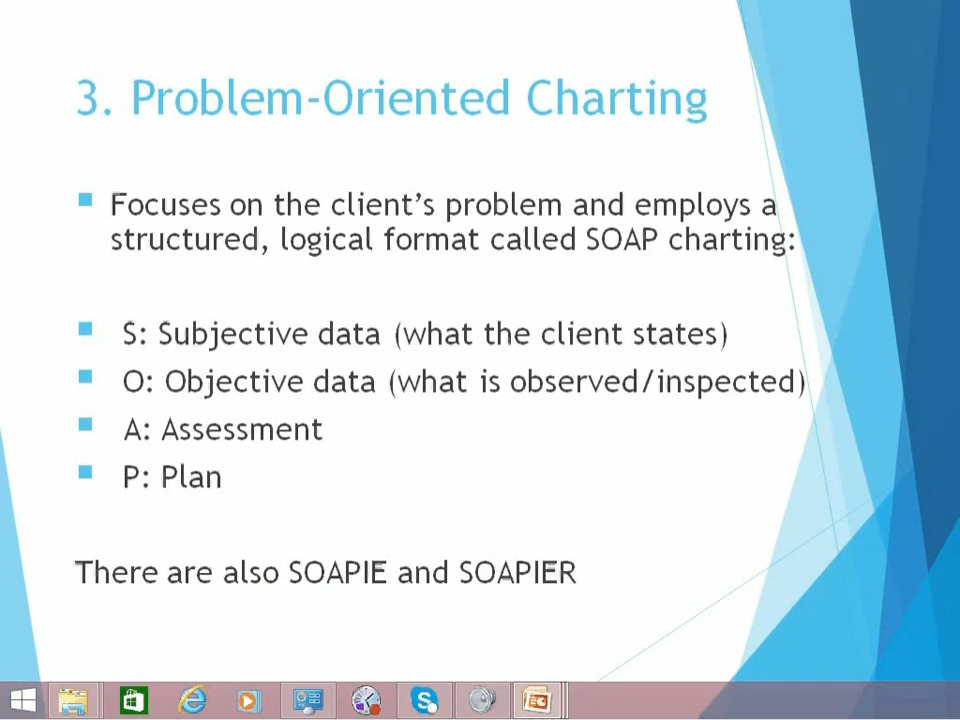 3. Problem-Oriented Charting
Focuses on the client's problem and employs a
structured, logical format called SOAP charting:
S: Subjective data (what the client states)
O: Objective data (what is observed/inspected)
A: Assessment
P: Plan
There are also SOAPIE and SOAPIER